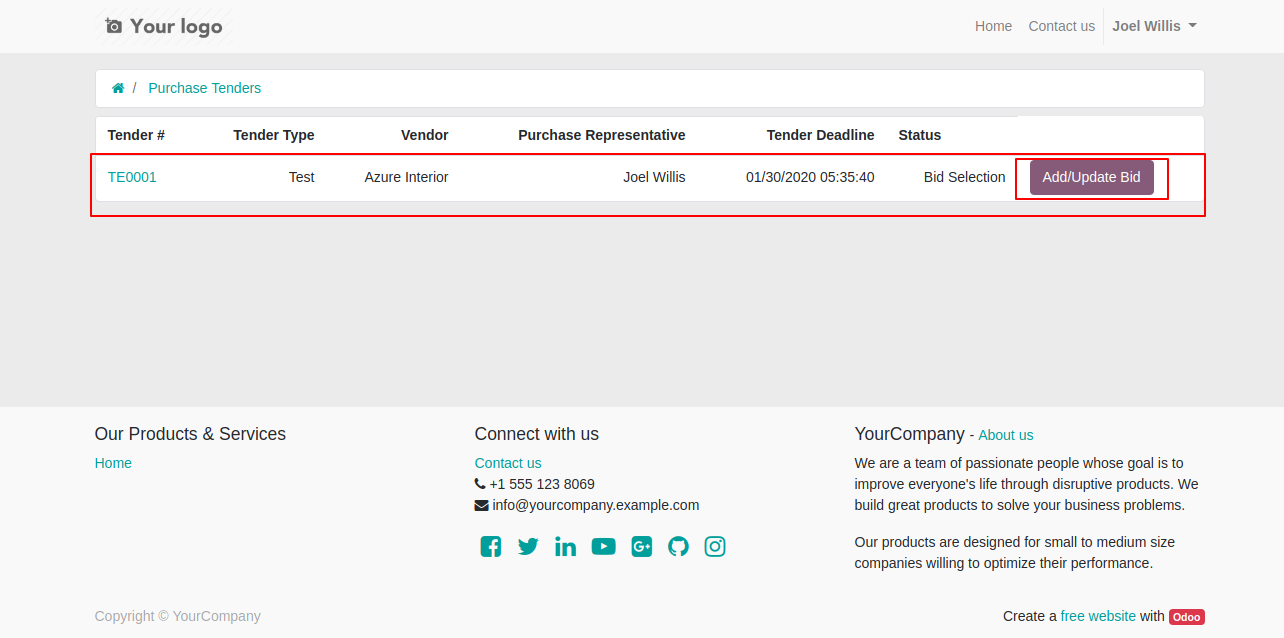 Your logo
Home Contact us Joel Willis
/ Purchase Tenders
Tender # Tender Type Vendor Purchase Representative Tender Deadline Status
TE0001 Test Azure Interior Joel Willis 01/30/2020 05:35:40 Bid Selection Add/Update Bid
Our Products & Services
Home
Connect with us
Contact us
+1 555 123 8069
info@yourcompany.example.com
YourCompany - About us
We are a team of passionate people whose goal is to
improve everyone's life through disruptive products. We
build great products to solve your business problems.
Our products are designed for small to medium size
companies willing to optimize their performance.
Copyright © YourCompany
Create a free website with Odoo